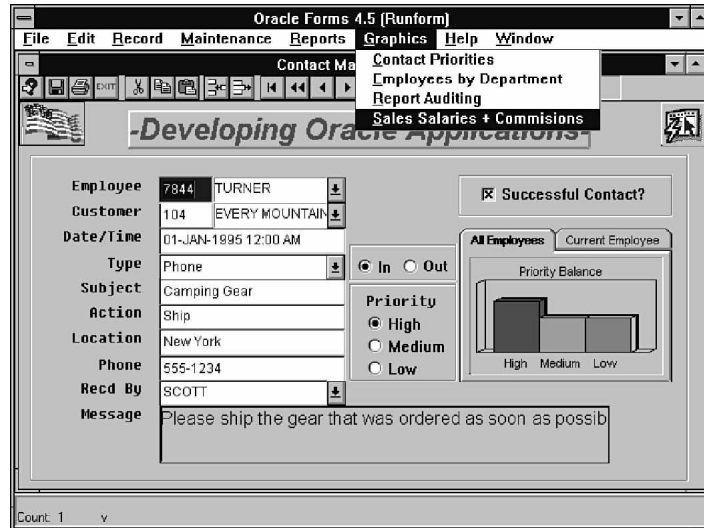 Oracle Forms 4.5 (Runform)
File Edit Record Maintenance Reports Graphics Help Window
Contact Ma
Contact Priorities
Employees by Department
Report Auditing
Sales Salaries + Commisions
EXIT
-Developing Oracle Applications-
Employee 7844 TURNER
Successful Contact?
Customer 104 EVERY MOUNTAIN
Date/Time 01-JAN-1995 12:00 AM
All Employees Current Employee
Type Phone
In Out
Priority Balance
Subject Camping Gear
Action Ship
Priority
High
Location New York
Medium
Phone 555-1234
Low
High Medium Low
Recd By SCOTT
Message Please ship the gear that was ordered as soon as possib
Count: 1 v